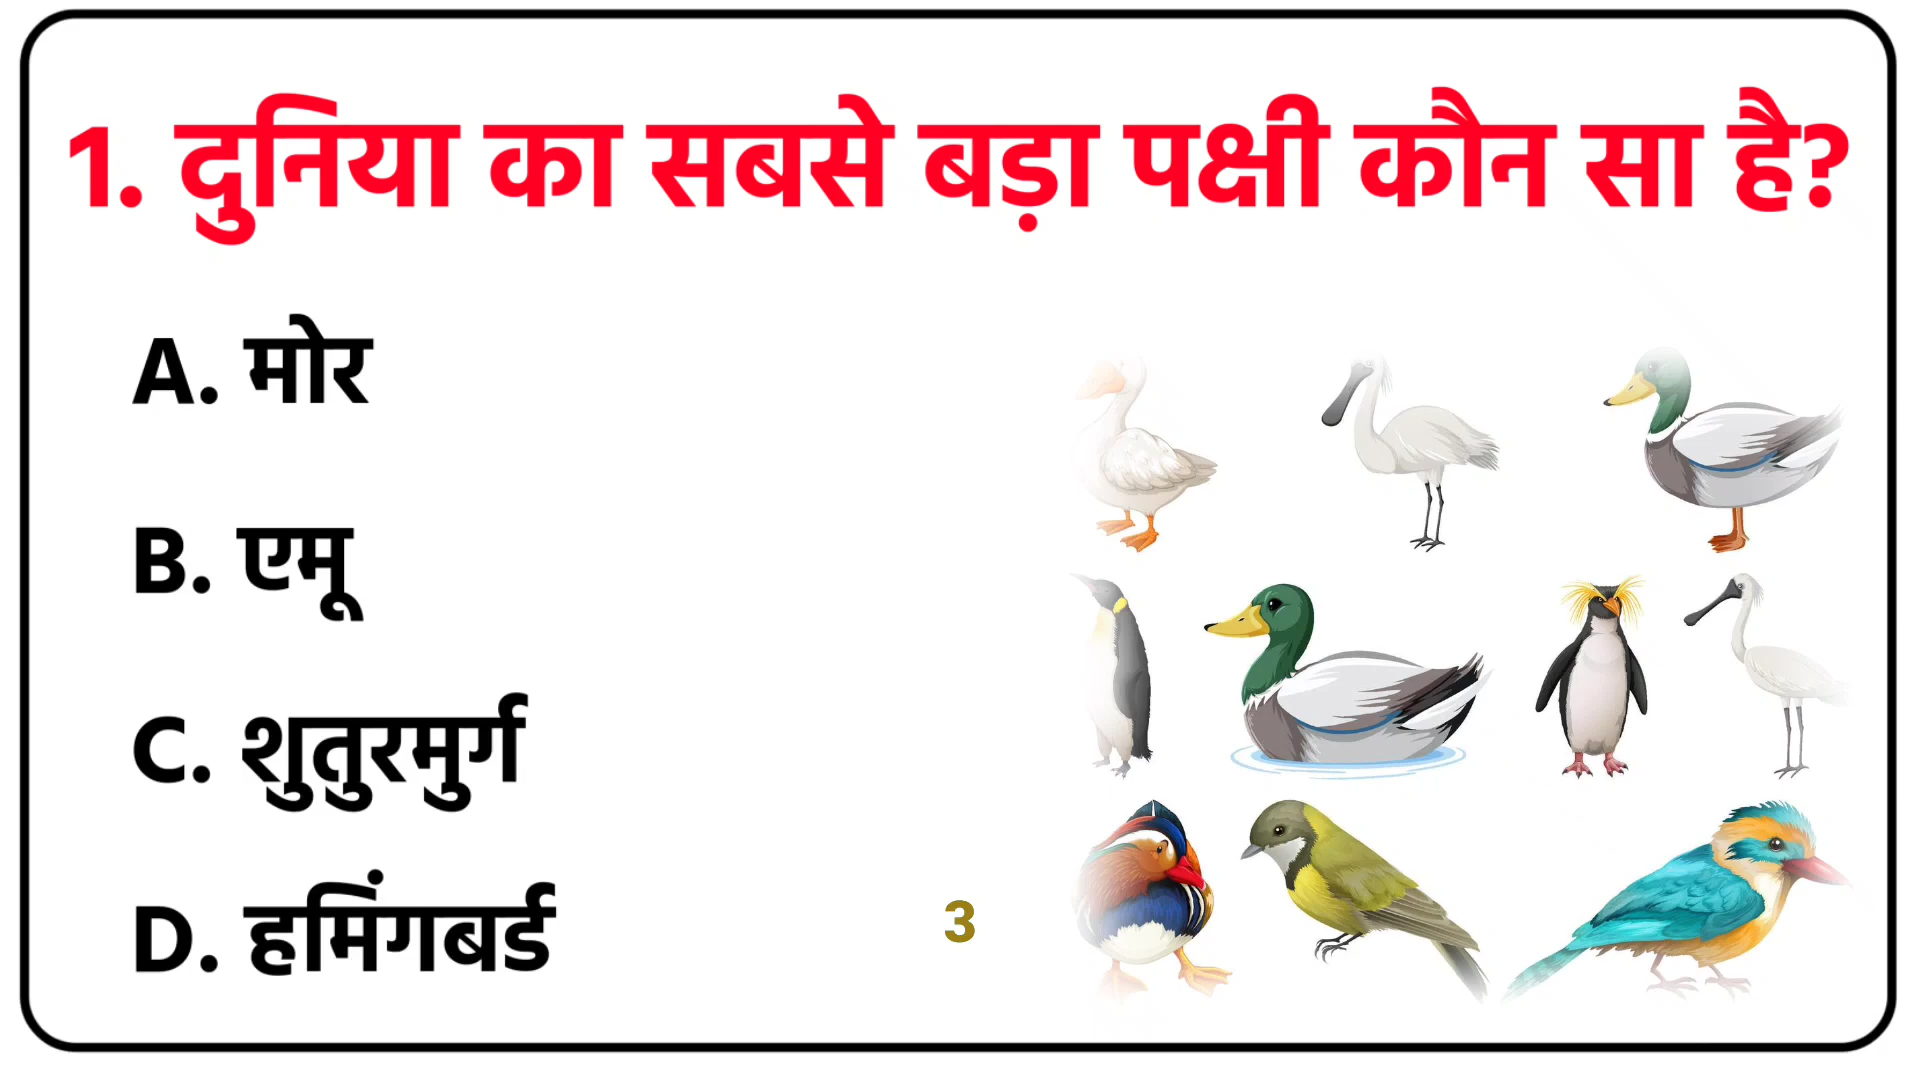 1. दुनिया का सबसे बड़ा पक्षी कौन सा है?
A. मोर
B. एमू
C. शुतुरमुर्ग
D. हमिंगबर्ड
3